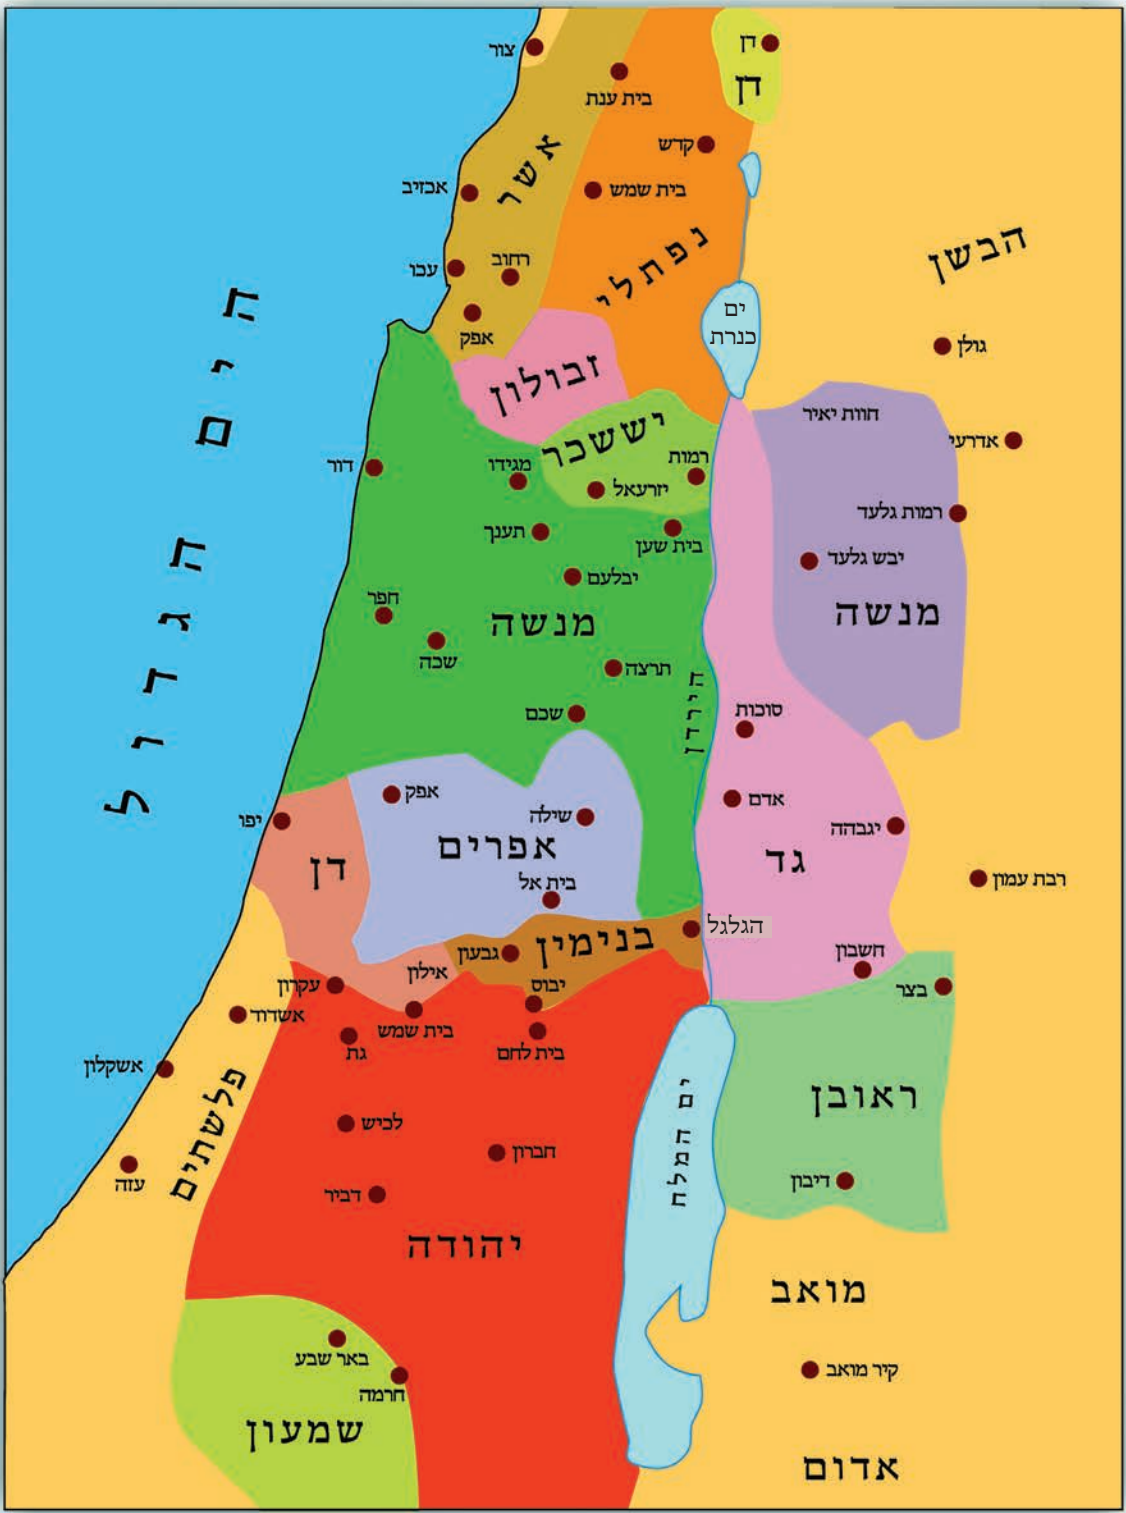 צור
דן
דן
בית ענת
קדש
אשר
אכזיב
בית שמש
נפתלי
הבשן
רחוב
עכו
אפק
ים
כנרת
גולן
הים
הגדול
זבולון
חוות יאיר
יששכר
אדרעי
דור
מגידו
רמות
יזרעאל
רמות גלעד
תענך
בית שען
יבש גלעד
יבלעם
חפר
מנשה
מנשה
שכה
תרצה
הירדן
שכם
סוכות
אפק
אדם
יפו
שילה
יגבהה
אפרים
דן
גד
בית אל
רבת עמון
הגלגל
בנימין
גבעון
חשבון
אילון
עקרון
יבוס
בצר
אשדוד
בית שמש
גת
בית לחם
אשקלון
פלשתים
ים המלח
ראובן
לכיש
חברון
עזה
דביר
דיבון
יהודה
מואב
באר שבע
קיר מואב
חרמה
שמעון
אדום